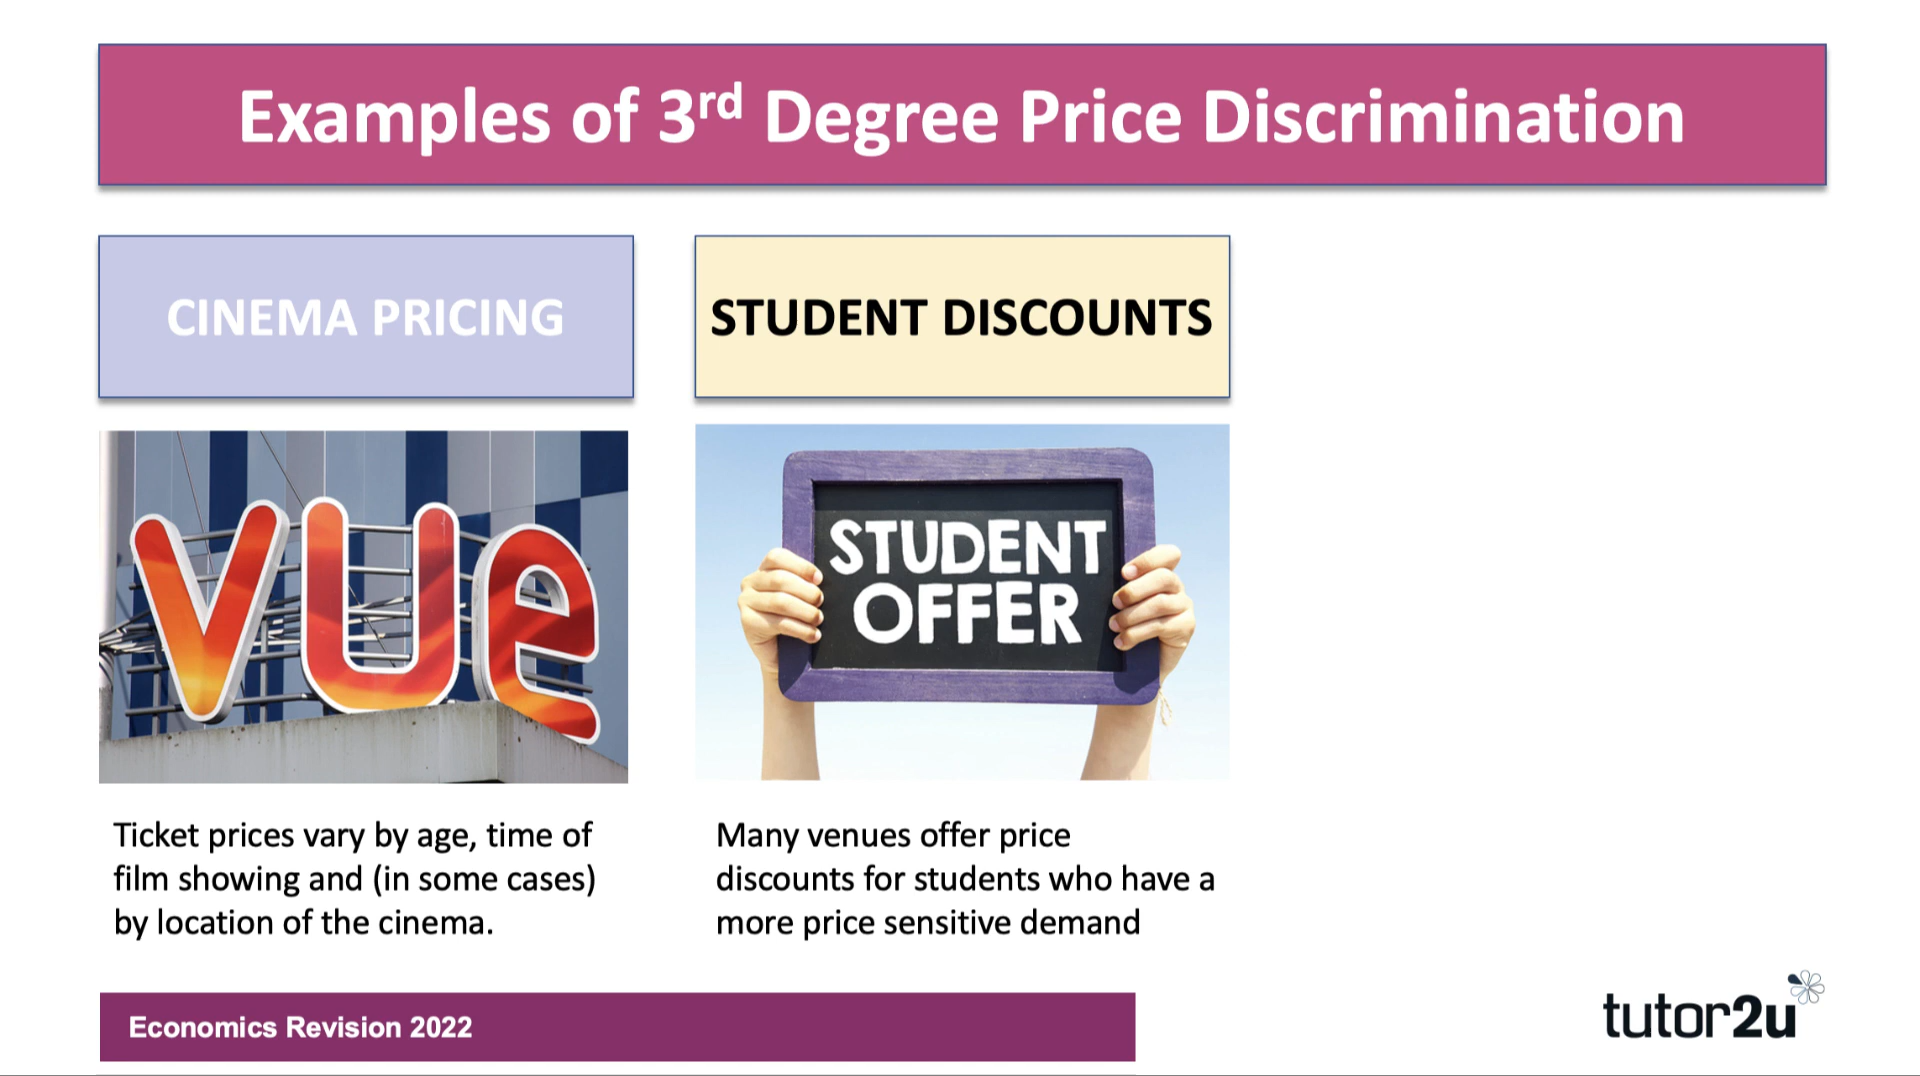 Examples of 3rd Degree Price Discrimination
CINEMA PRICING
STUDENT DISCOUNTS
vue
STUDENT
OFFER
Ticket prices vary by age, time of
film showing and (in some cases)
by location of the cinema.
Many venues offer price
discounts for students who have a
more price sensitive demand
Economics Revision 2022
tutor2u